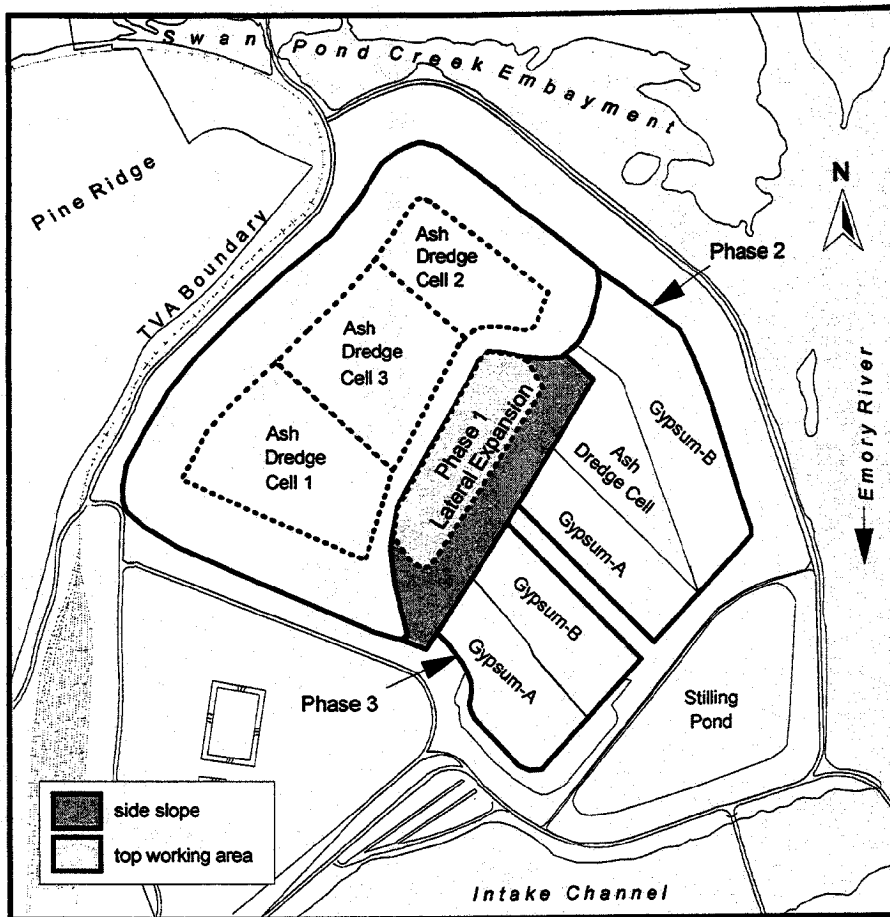 Swan Pond Creek Embayment
Pine Ridge
TVA Boundary
N
Phase 2
Ash
Dredge
Cell 2
Ash
Dredge
Cell 3
Ash
Dredge
Cell 1
Phase 1
Lateral Expansion
Gypsum-B
Ash
Dredge Cell
Gypsum-A
Emory River
Gypsum-B
Gypsum-A
Phase 3
Stilling
Pond
side slope
top working area
Intake Channel